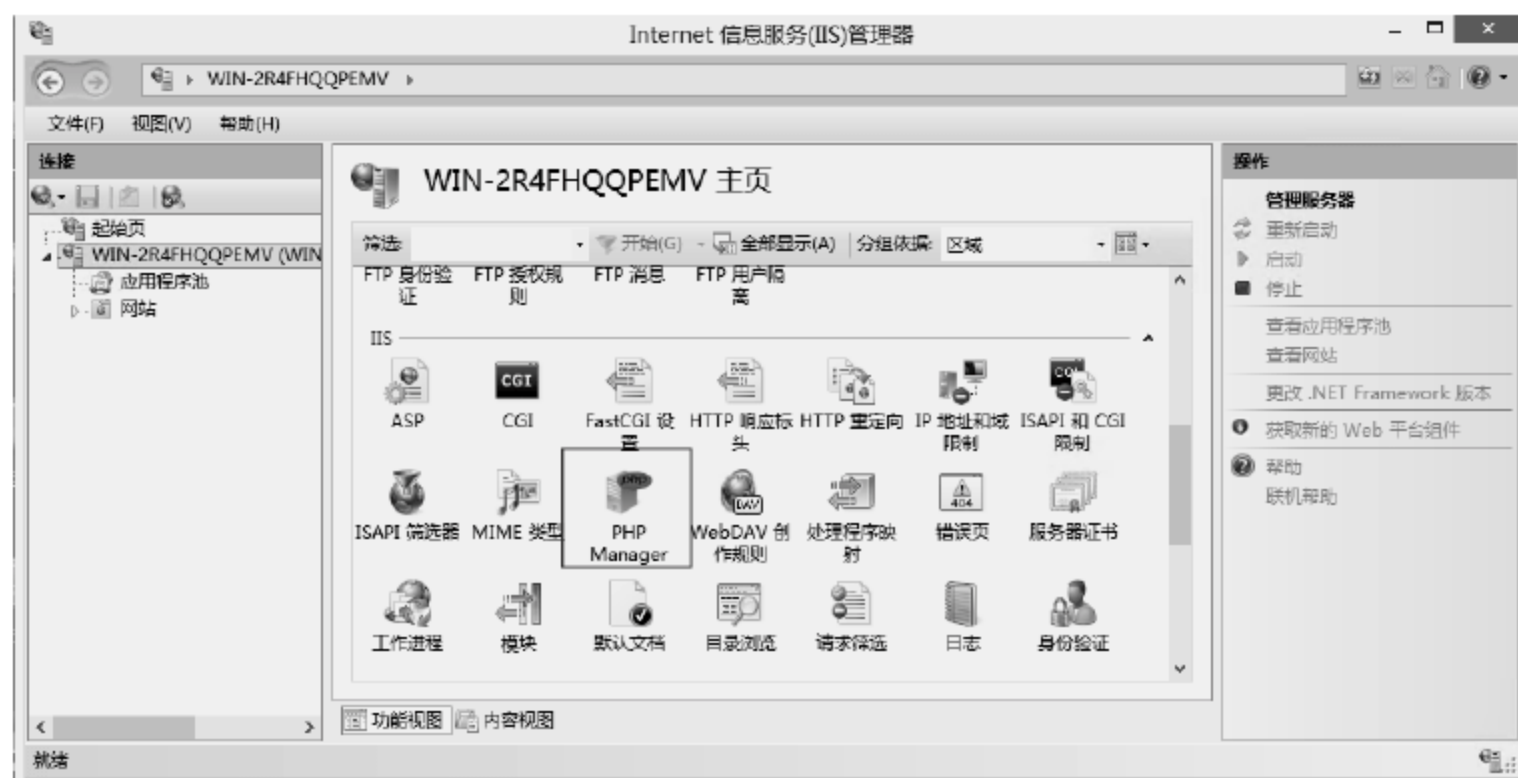 Internet 信息服务(IIS)管理器
WIN-2R4FHQQPEMV
文件(F) 视图(V) 帮助(H)
连接
起始页
WIN-2R4FHQQPEMV (WIN
应用程序池
网站
WIN-2R4FHQQPEMV 主页
筛选: 开始(G) 全部显示(A) 分组依据: 区域
FTP 身份验 FTP 授权规 FTP 消息 FTP 用户隔
证 则 离
IIS
ASP CGI FastCGI 设 HTTP 响应标 HTTP 重定向 IP 地址和域 ISAPI 和 CGI
置 头 限制 限制
ISAPI 筛选器 MIME 类型 PHP WebDAV 创 处理程序映 错误页 服务器证书
Manager 作规则 射
工作进程 模块 默认文档 目录浏览 请求筛选 日志 身份验证
功能视图 内容视图
操作
管理服务器
重新启动
启动
停止
查看应用程序池
查看网站
更改 .NET Framework 版本
获取新的 Web 平台组件
帮助
联机帮助
就绪